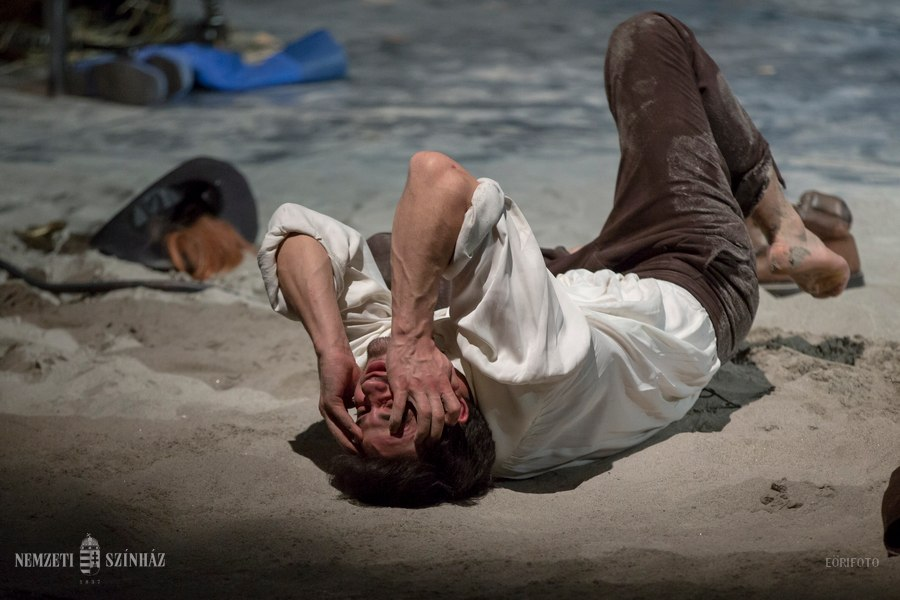 NEMZETI SZÍNHÁZ
1837
EÖRIFOTO